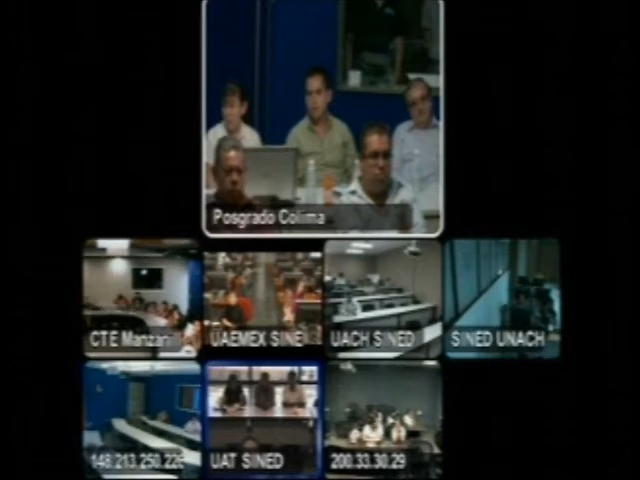 Posgrado Colima
CTE Manzani
UAEMEX SINE
UACH SINED
SINED UNACH
148.213.250.226
UAT SINED
200.33.30.29